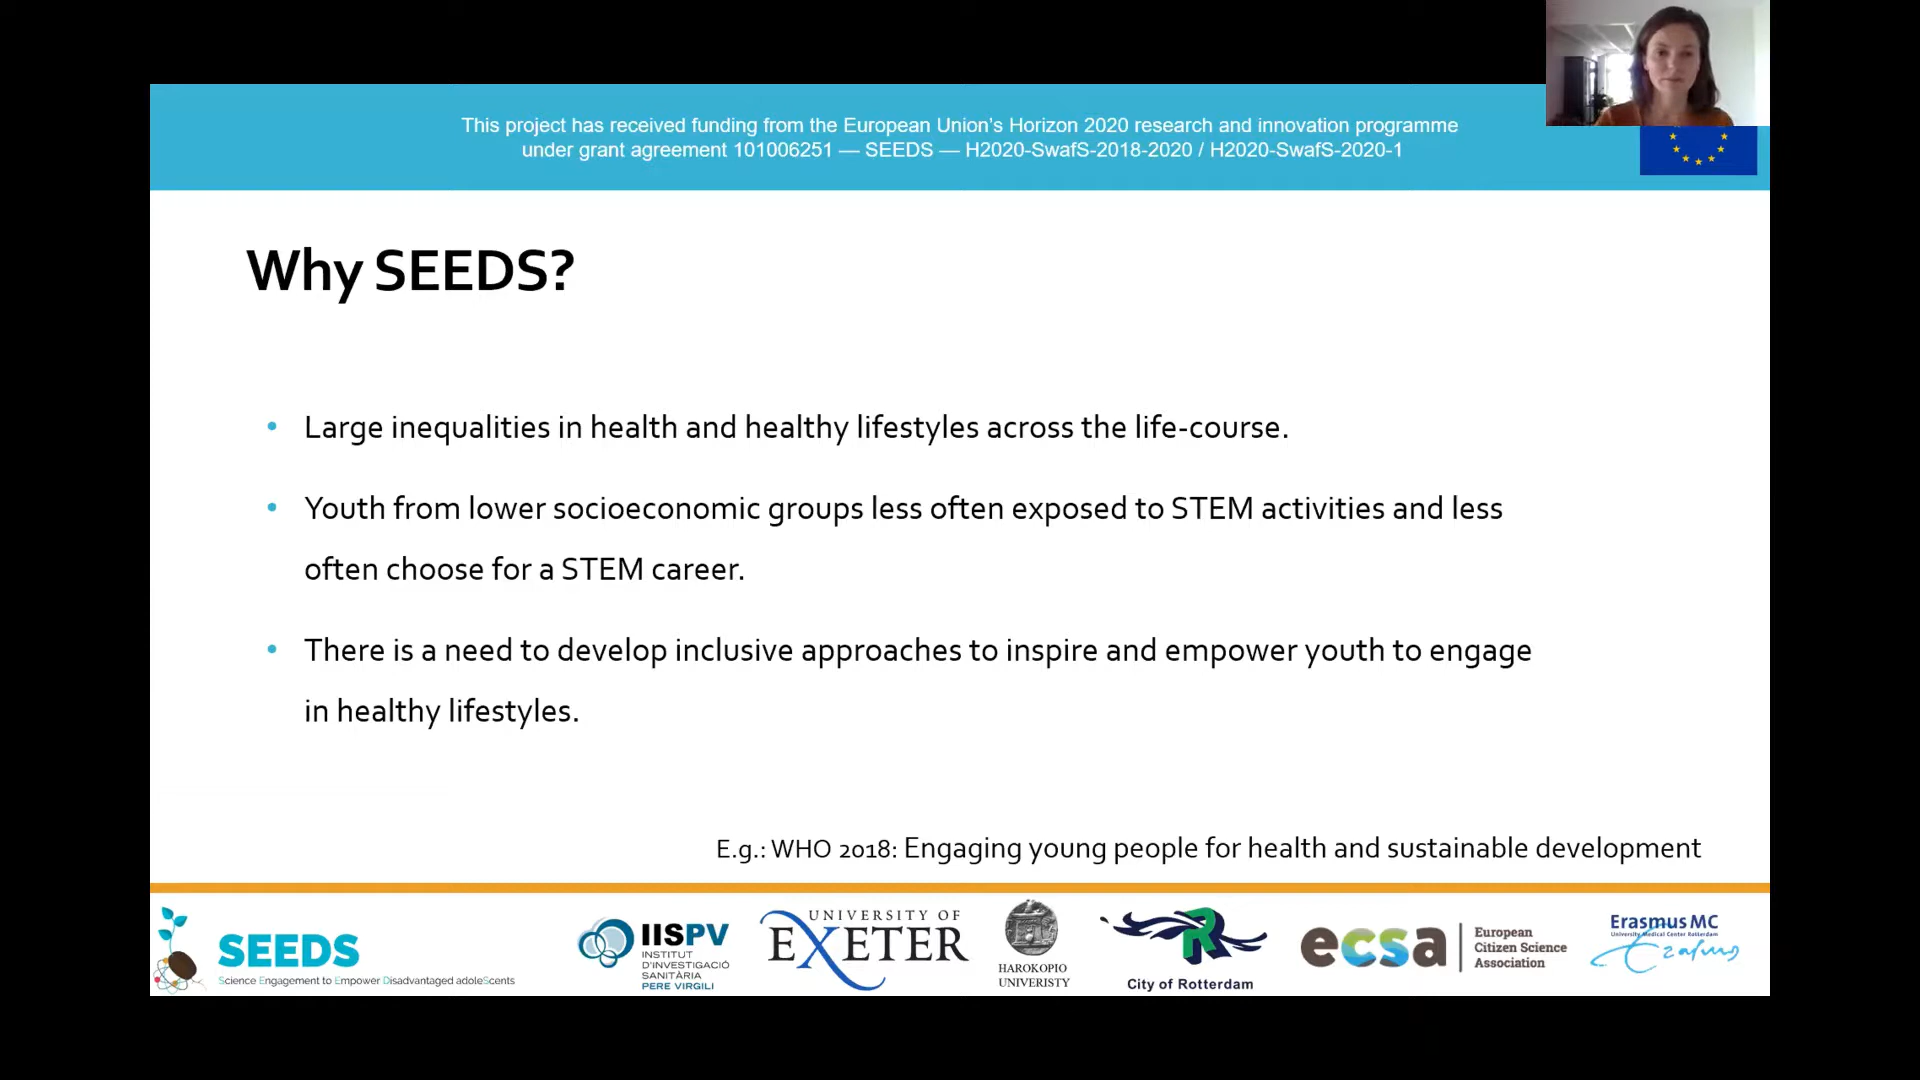 This project has received funding from the European Union's Horizon 2020 research and innovation programme
under grant agreement 101006251 — SEEDS — H2020-SwafS-2018-2020 / H2020-SwafS-2020-1
Why SEEDS?
• Large inequalities in health and healthy lifestyles across the life-course.
• Youth from lower socioeconomic groups less often exposed to STEM activities and less
often choose for a STEM career.
• There is a need to develop inclusive approaches to inspire and empower youth to engage
in healthy lifestyles.
E.g.: WHO 2018: Engaging young people for health and sustainable development
SEEDS
Science Engagement to Empower Disadvantaged adoleScents
IISPV
INSTITUT
D'INVESTIGACIÓ
SANITÀRIA
PERE VIRGILI
UNIVERSITY OF
EXETER
HAROKOPIO
UNIVERISTY
R
City of Rotterdam
ecsa
European
Citizen Science
Association
Erasmus MC
University Medical Center Rotterdam
Erasmus